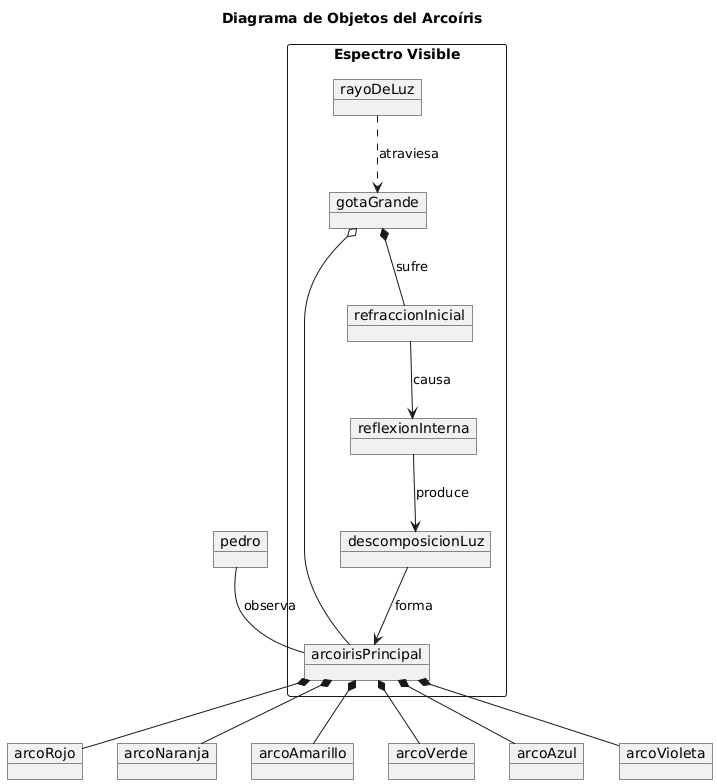 Diagrama de Objetos del Arcoíris
Espectro Visible
rayoDeLuz
atraviesa
gotaGrande
sufre
refraccionInicial
causa
reflexionInterna
produce
pedro
descomposicionLuz
observa
forma
arcoirisPrincipal
arcoRojo
arcoNaranja
arcoAmarillo
arcoVerde
arcoAzul
arcoVioleta